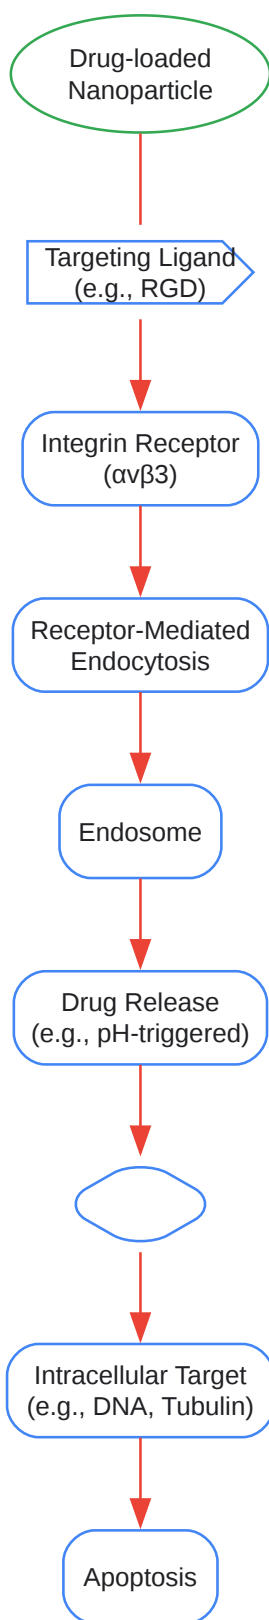 Drug-loaded
Nanoparticle
Targeting Ligand
(e.g., RGD)
Integrin Receptor
(αvβ3)
Receptor-Mediated
Endocytosis
Endosome
Drug Release
(e.g., pH-triggered)
Intracellular Target
(e.g., DNA, Tubulin)
Apoptosis